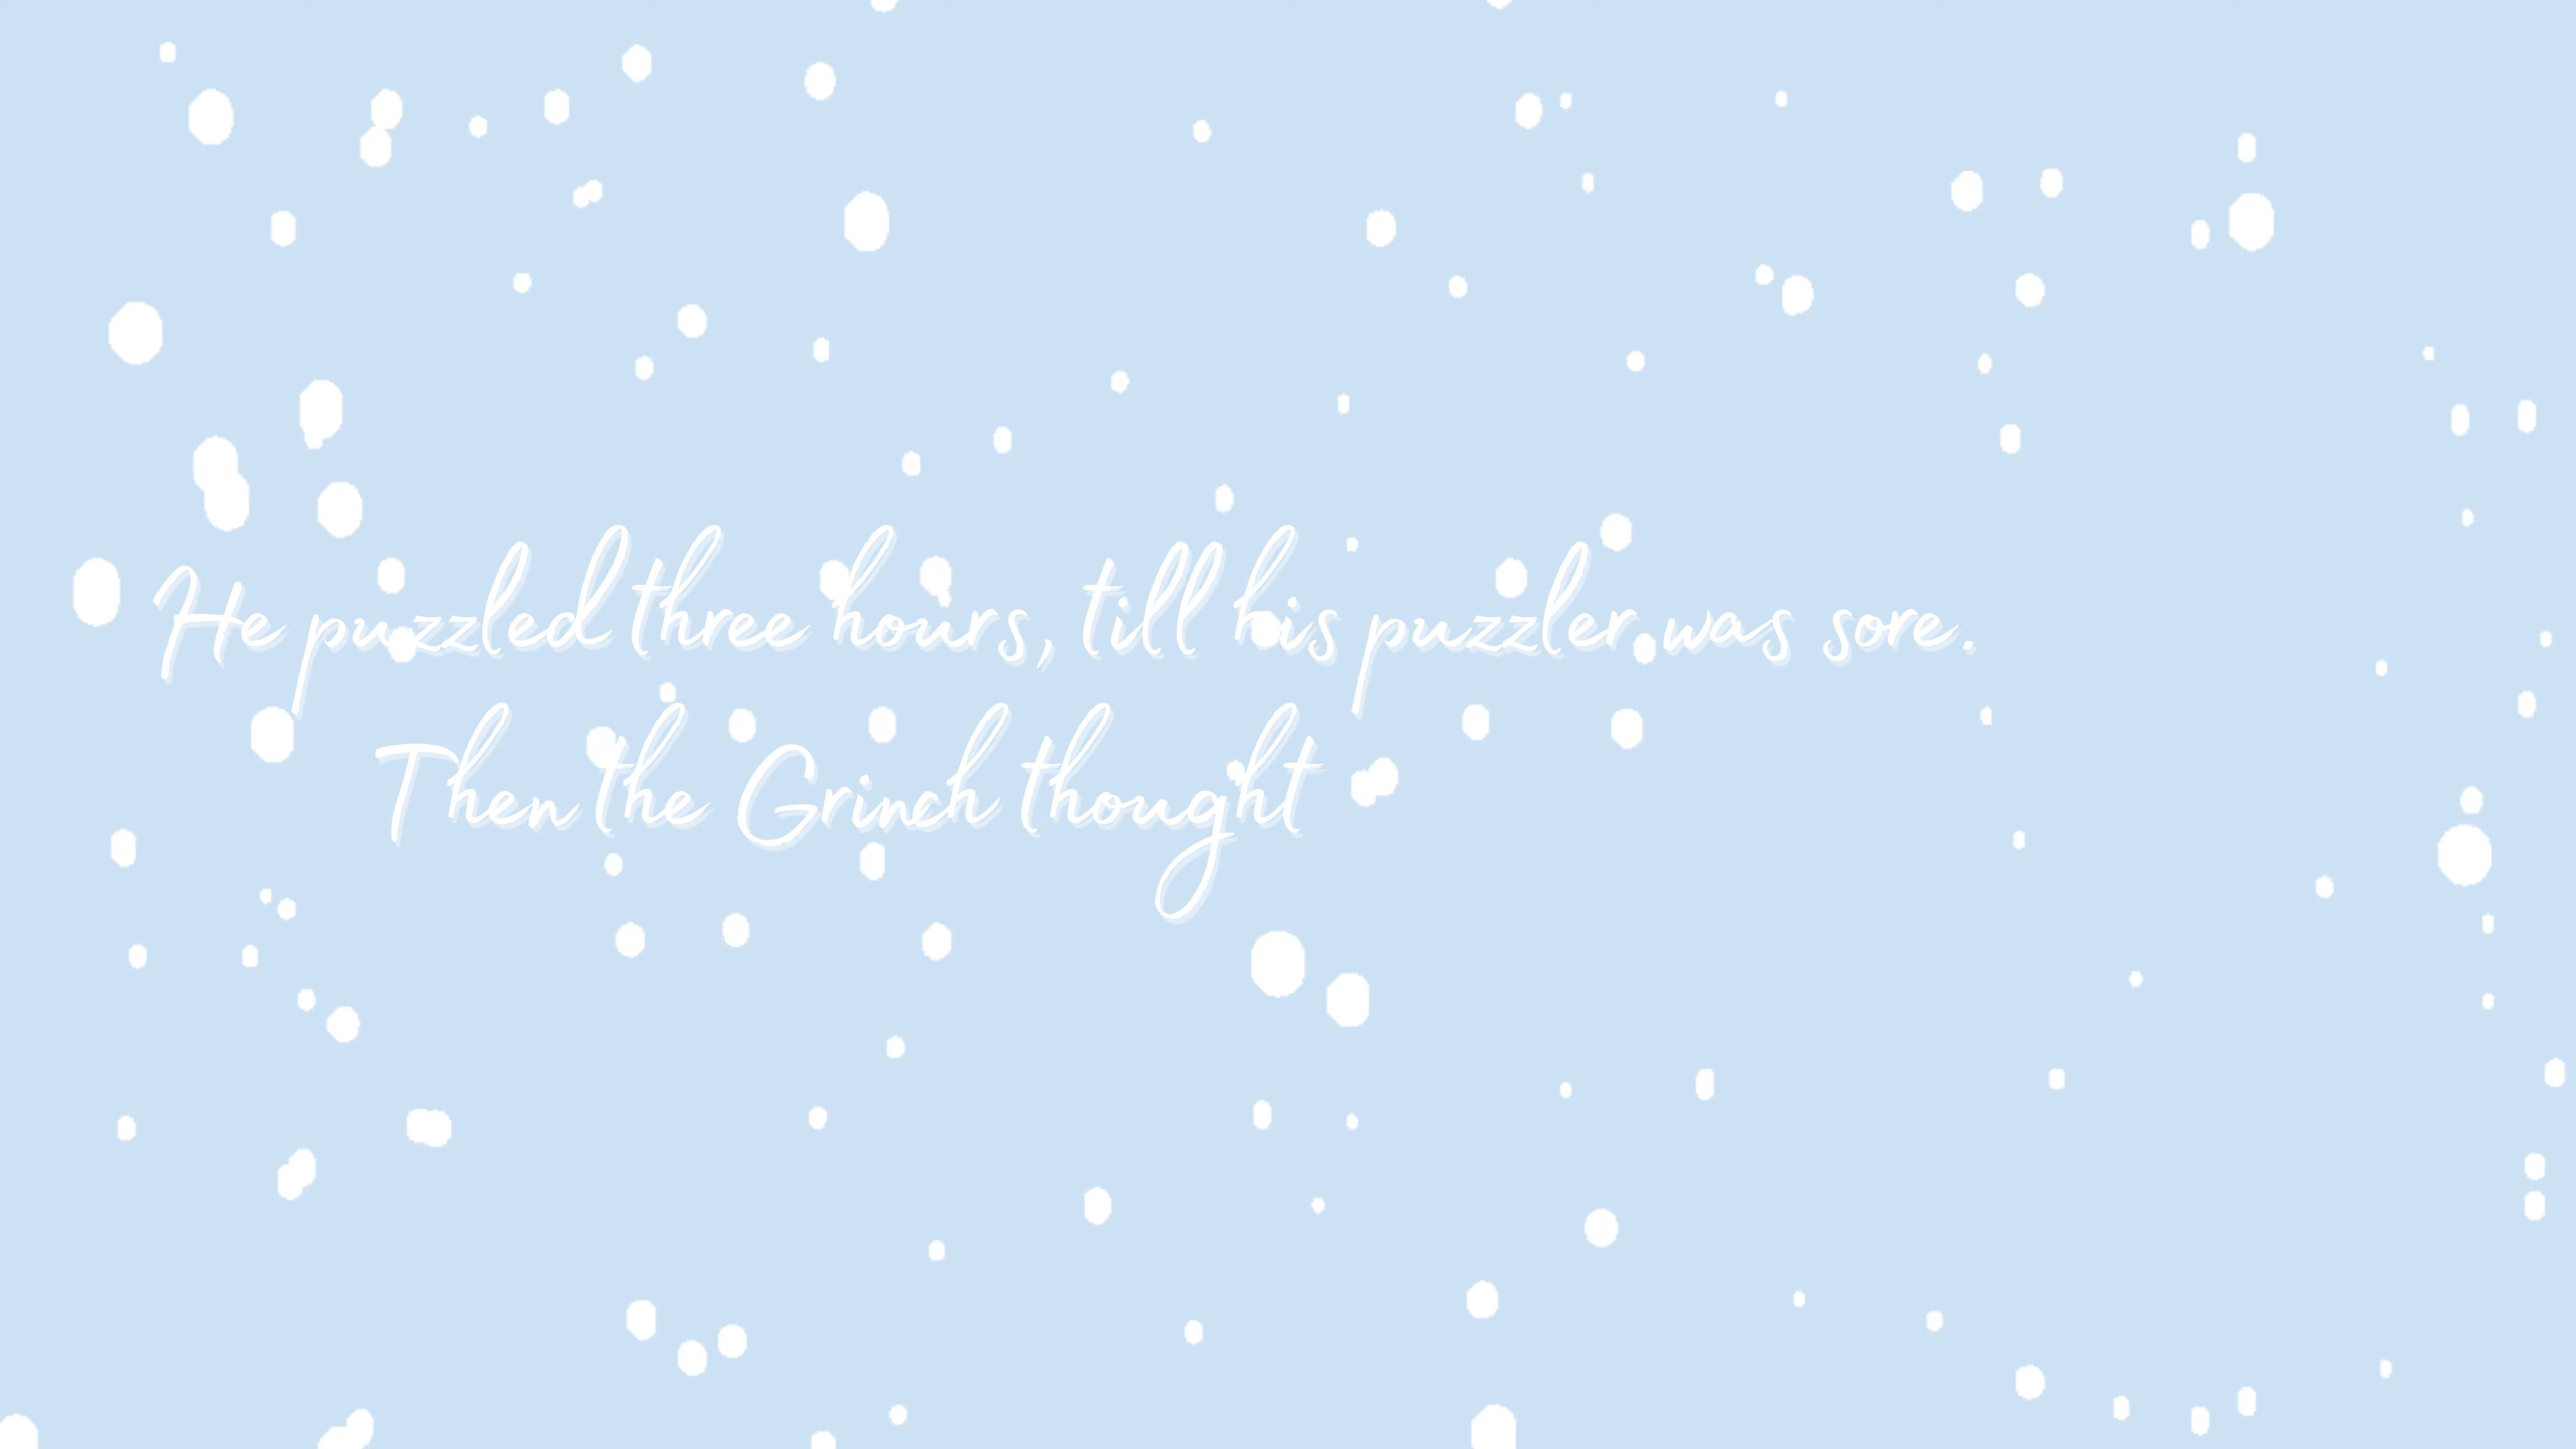 He puzzled three hours, till his puzzler was sore.
Then the Grinch thought